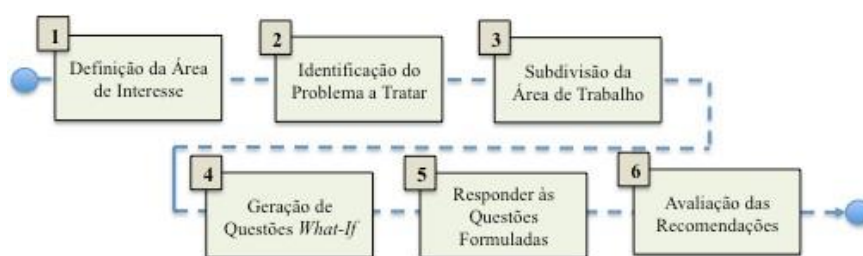 1
Definição da Área
de Interesse
2
Identificação do
Problema a Tratar
3
Subdivisão da
Área de Trabalho
4
Geração de
Questões What-If
5
Responder às
Questões
Formuladas
6
Avaliação das
Recomendações